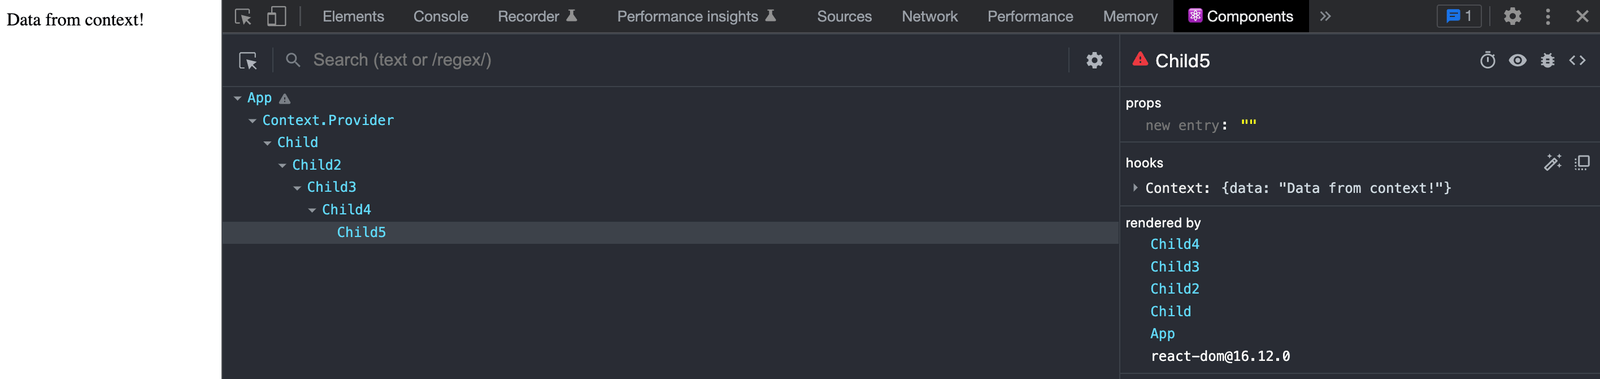 Data from context!
Elements Console Recorder Performance insights Sources Network Performance Memory Components » 1
Search (text or /regex/)
App
Context.Provider
Child
Child2
Child3
Child4
Child5
Child5
props
new entry: ""
hooks
Context: {data: "Data from context!"}
rendered by
Child4
Child3
Child2
Child
App
react-dom@16.12.0